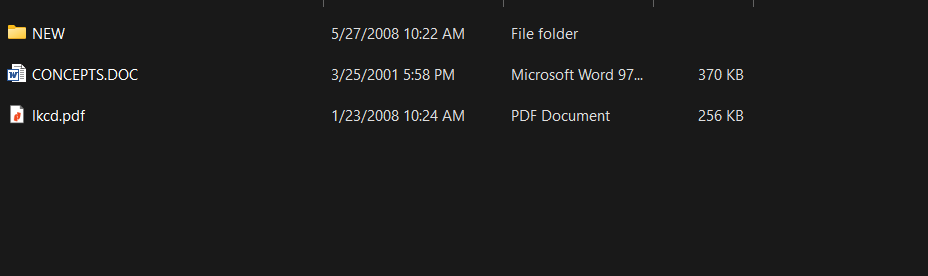 NEW 5/27/2008 10:22 AM File folder
CONCEPTS.DOC 3/25/2001 5:58 PM Microsoft Word 97... 370 KB
lkcd.pdf 1/23/2008 10:24 AM PDF Document 256 KB